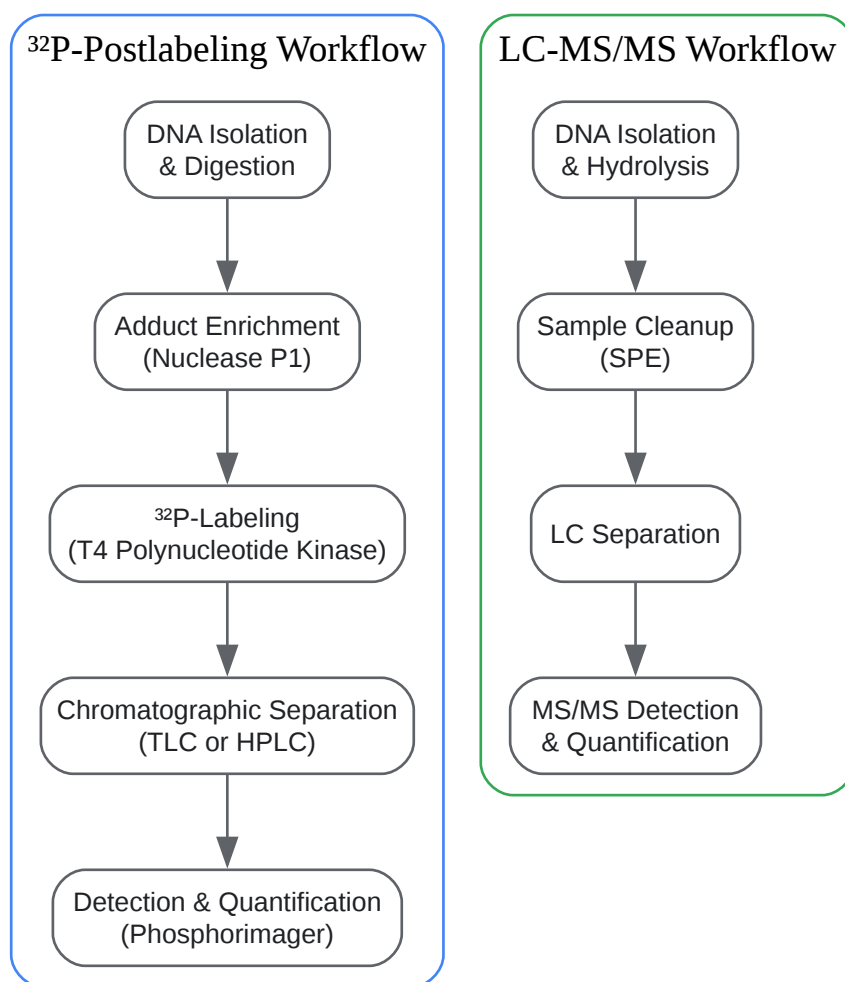 ³²P-Postlabeling Workflow
DNA Isolation
& Digestion
Adduct Enrichment
(Nuclease P1)
³²P-Labeling
(T4 Polynucleotide Kinase)
Chromatographic Separation
(TLC or HPLC)
Detection & Quantification
(Phosphorimager)
LC-MS/MS Workflow
DNA Isolation
& Hydrolysis
Sample Cleanup
(SPE)
LC Separation
MS/MS Detection
& Quantification